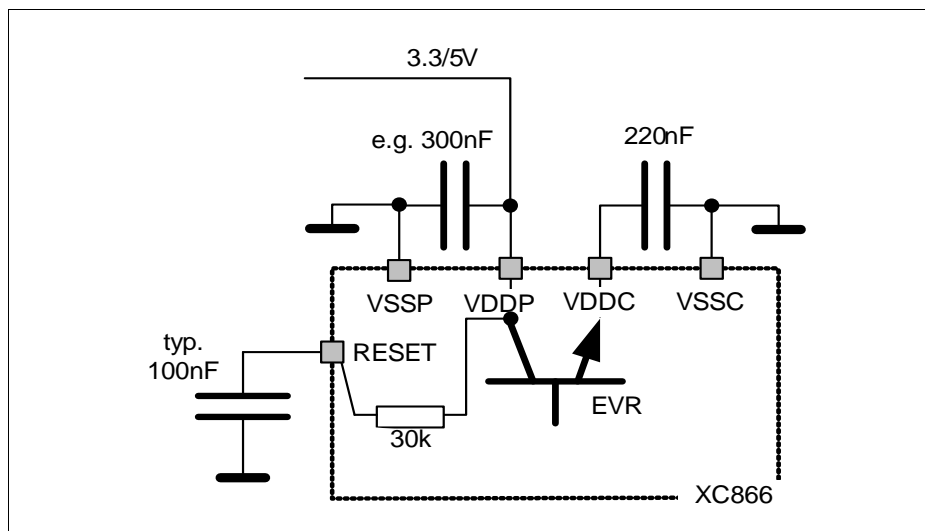 3.3/5V
e.g. 300nF
220nF
VSSP
VDDP
VDDC
VSSC
typ.
100nF
RESET
EVR
30k
XC866